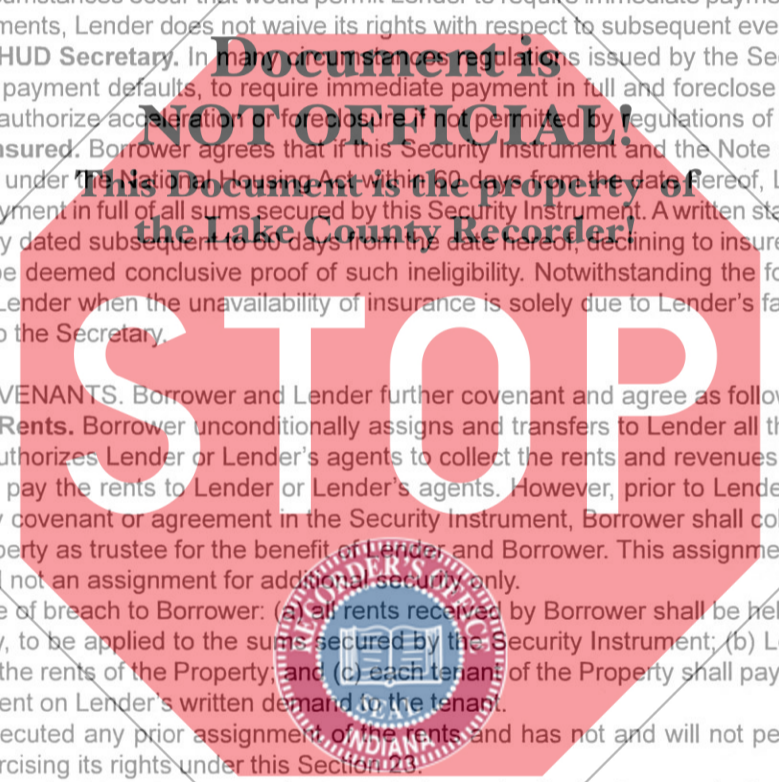 cumstances occur that would permit Lender to require immediate payme
ments, Lender does not waive its rights with respect to subsequent eve
HUD Secretary. In many circumstances regulations issued by the Se
payment defaults, to require immediate payment in full and foreclose
authorize acceleration or foreclosure if not permitted by regulations of
nsured. Borrower agrees that if this Security Instrument and the Note
under the National Housing Act within 60 days from the date hereof, L
yment in full of all sums secured by this Security Instrument. A written sta
y dated subsequent to 60 days from the date hereof, declining to insure
be deemed conclusive proof of such ineligibility. Notwithstanding the fo
Lender when the unavailability of insurance is solely due to Lender's fa
o the Secretary.
Document is
NOT OFFICIAL!
This Document is the property of
the Lake County Recorder!
STOP
VENANTS. Borrower and Lender further covenant and agree as follow
Rents. Borrower unconditionally assigns and transfers to Lender all th
uthorizes Lender or Lender's agents to collect the rents and revenues
pay the rents to Lender or Lender's agents. However, prior to Lende
covenant or agreement in the Security Instrument, Borrower shall col
perty as trustee for the benefit of Lender and Borrower. This assignme
not an assignment for additional security only.
e of breach to Borrower: (a) all rents received by Borrower shall be hel
y, to be applied to the sums secured by the Security Instrument; (b) L
the rents of the Property; and (c) each tenant of the Property shall pay
ent on Lender's written demand to the tenant.
ecuted any prior assignment of the rents and has not and will not pe
rcising its rights under this Section 23.
RECORDER'S OFFICE
SEAL
INDIANA